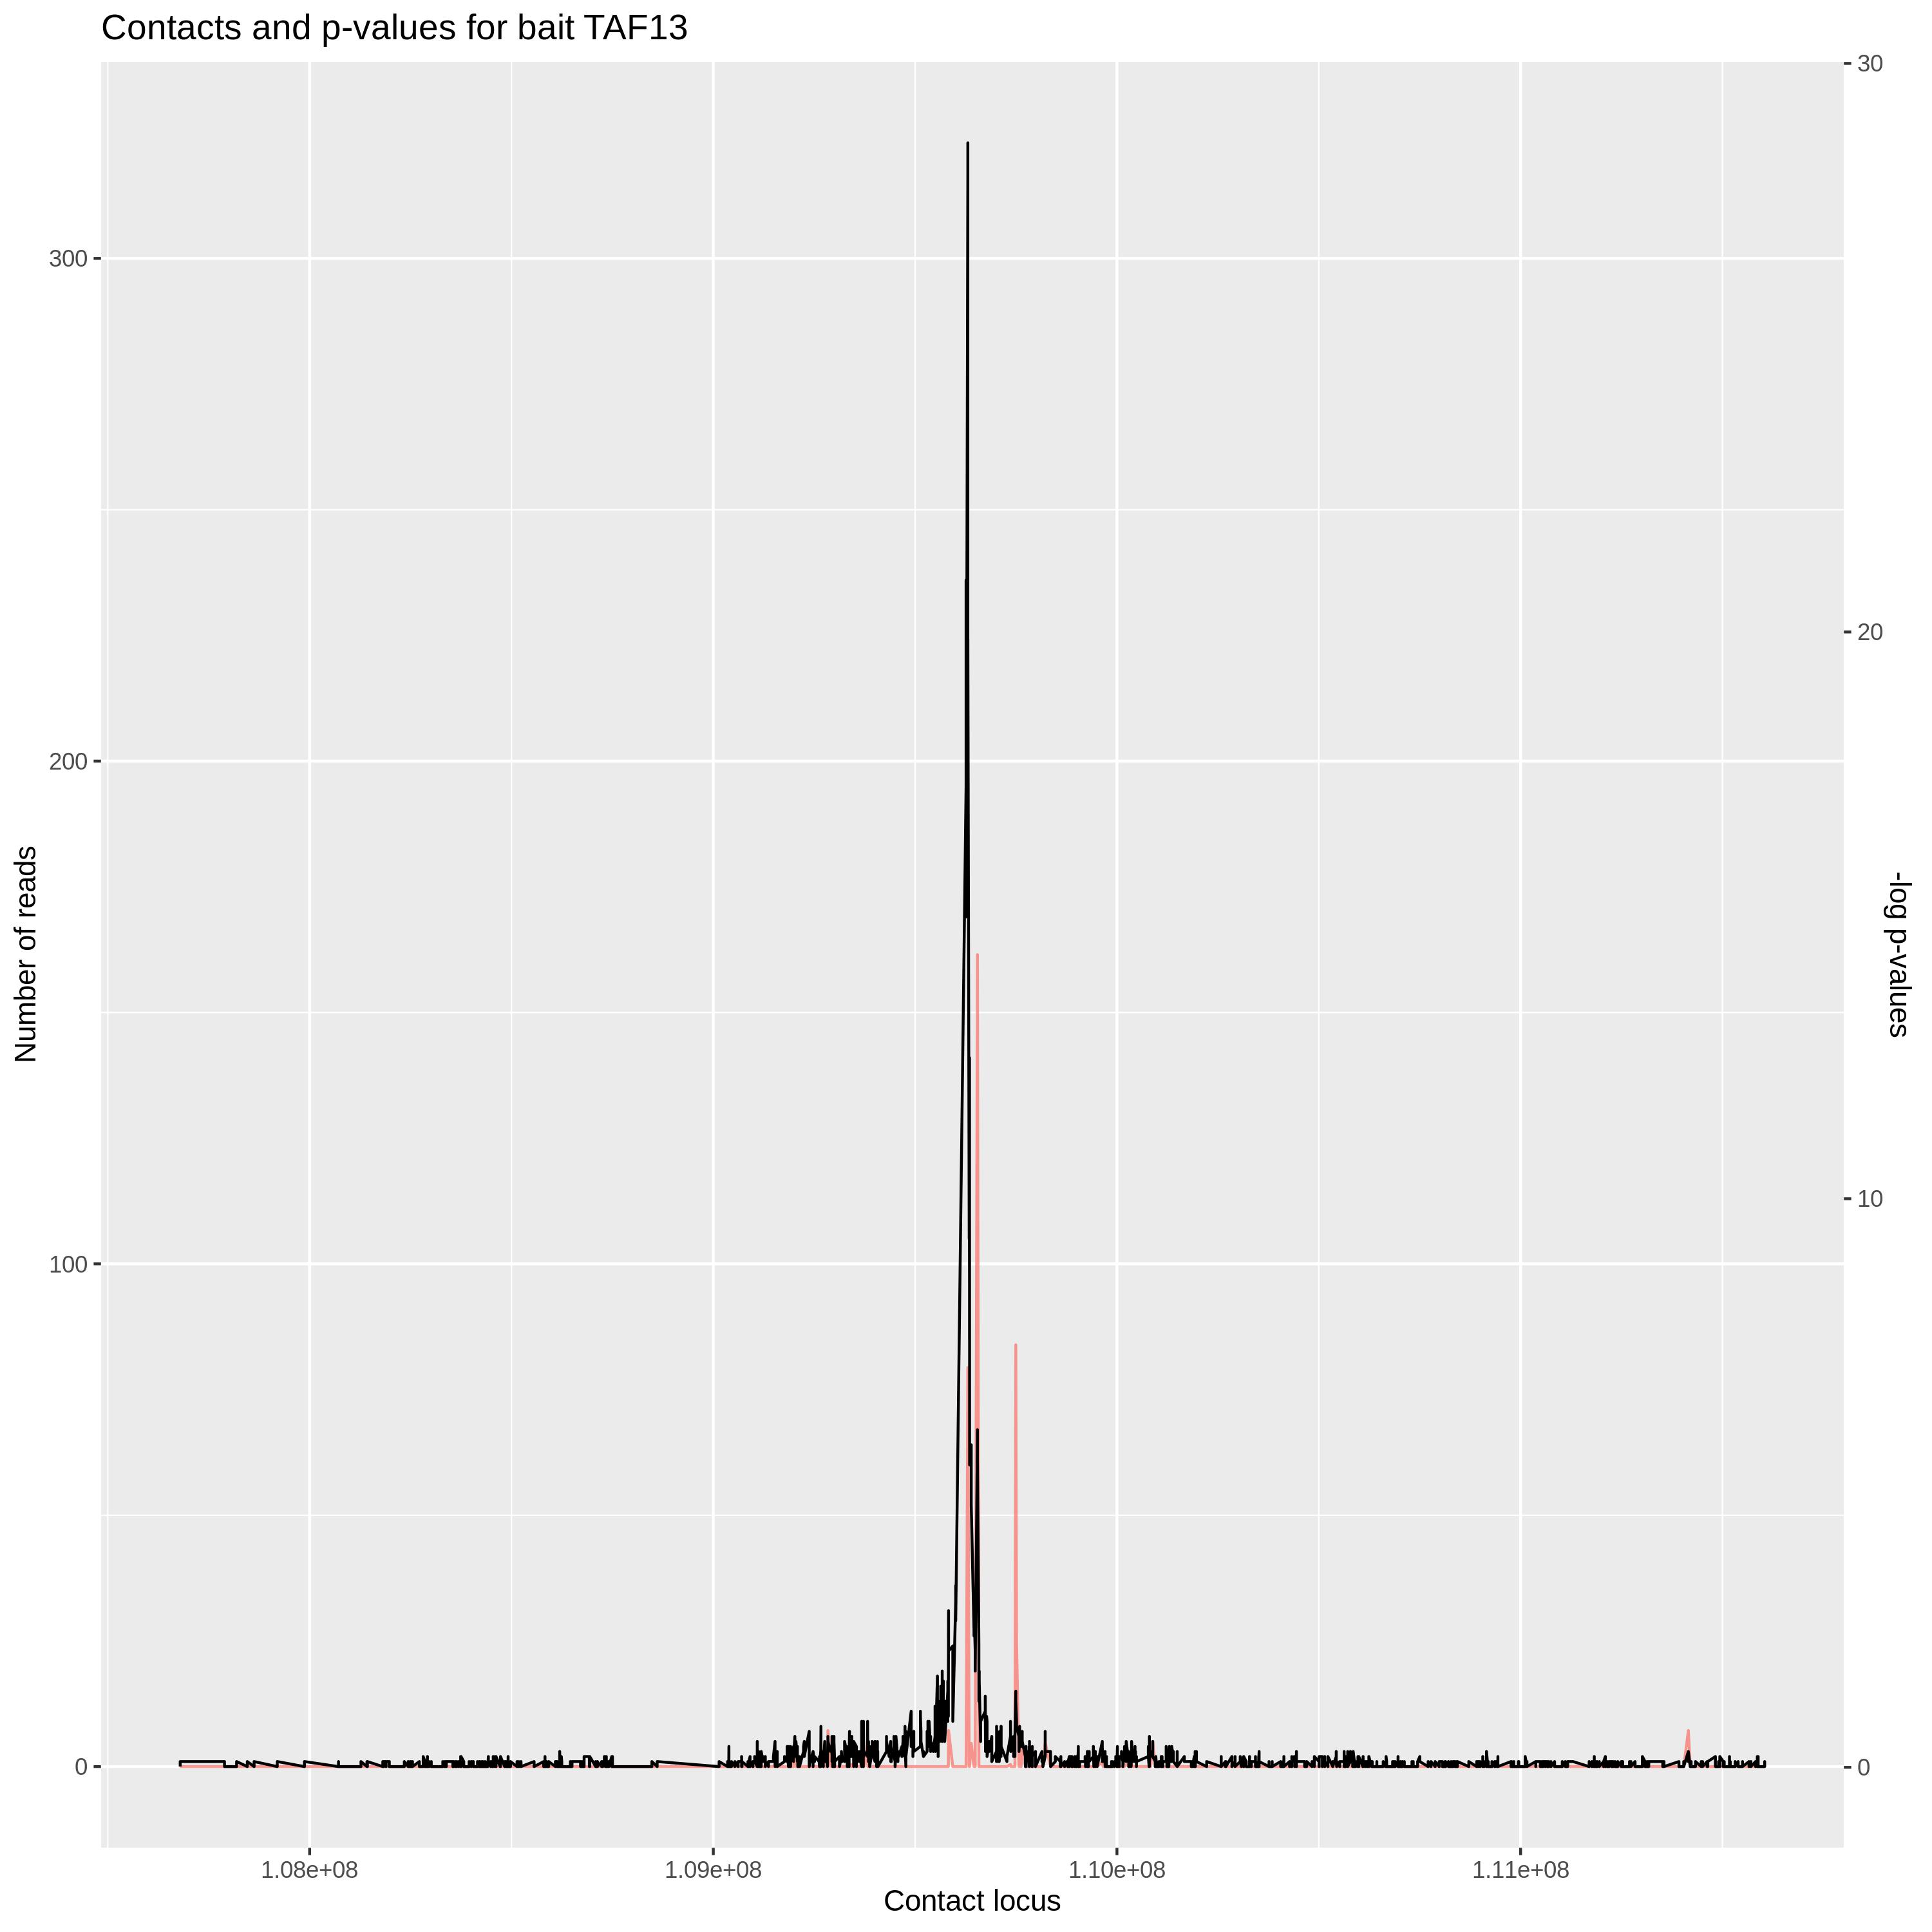 Contacts and p-values for bait TAF13
Number of reads
300
200
100
0
30
20
10
0
-log p-values
1.08e+08
1.09e+08
1.10e+08
1.11e+08
Contact locus